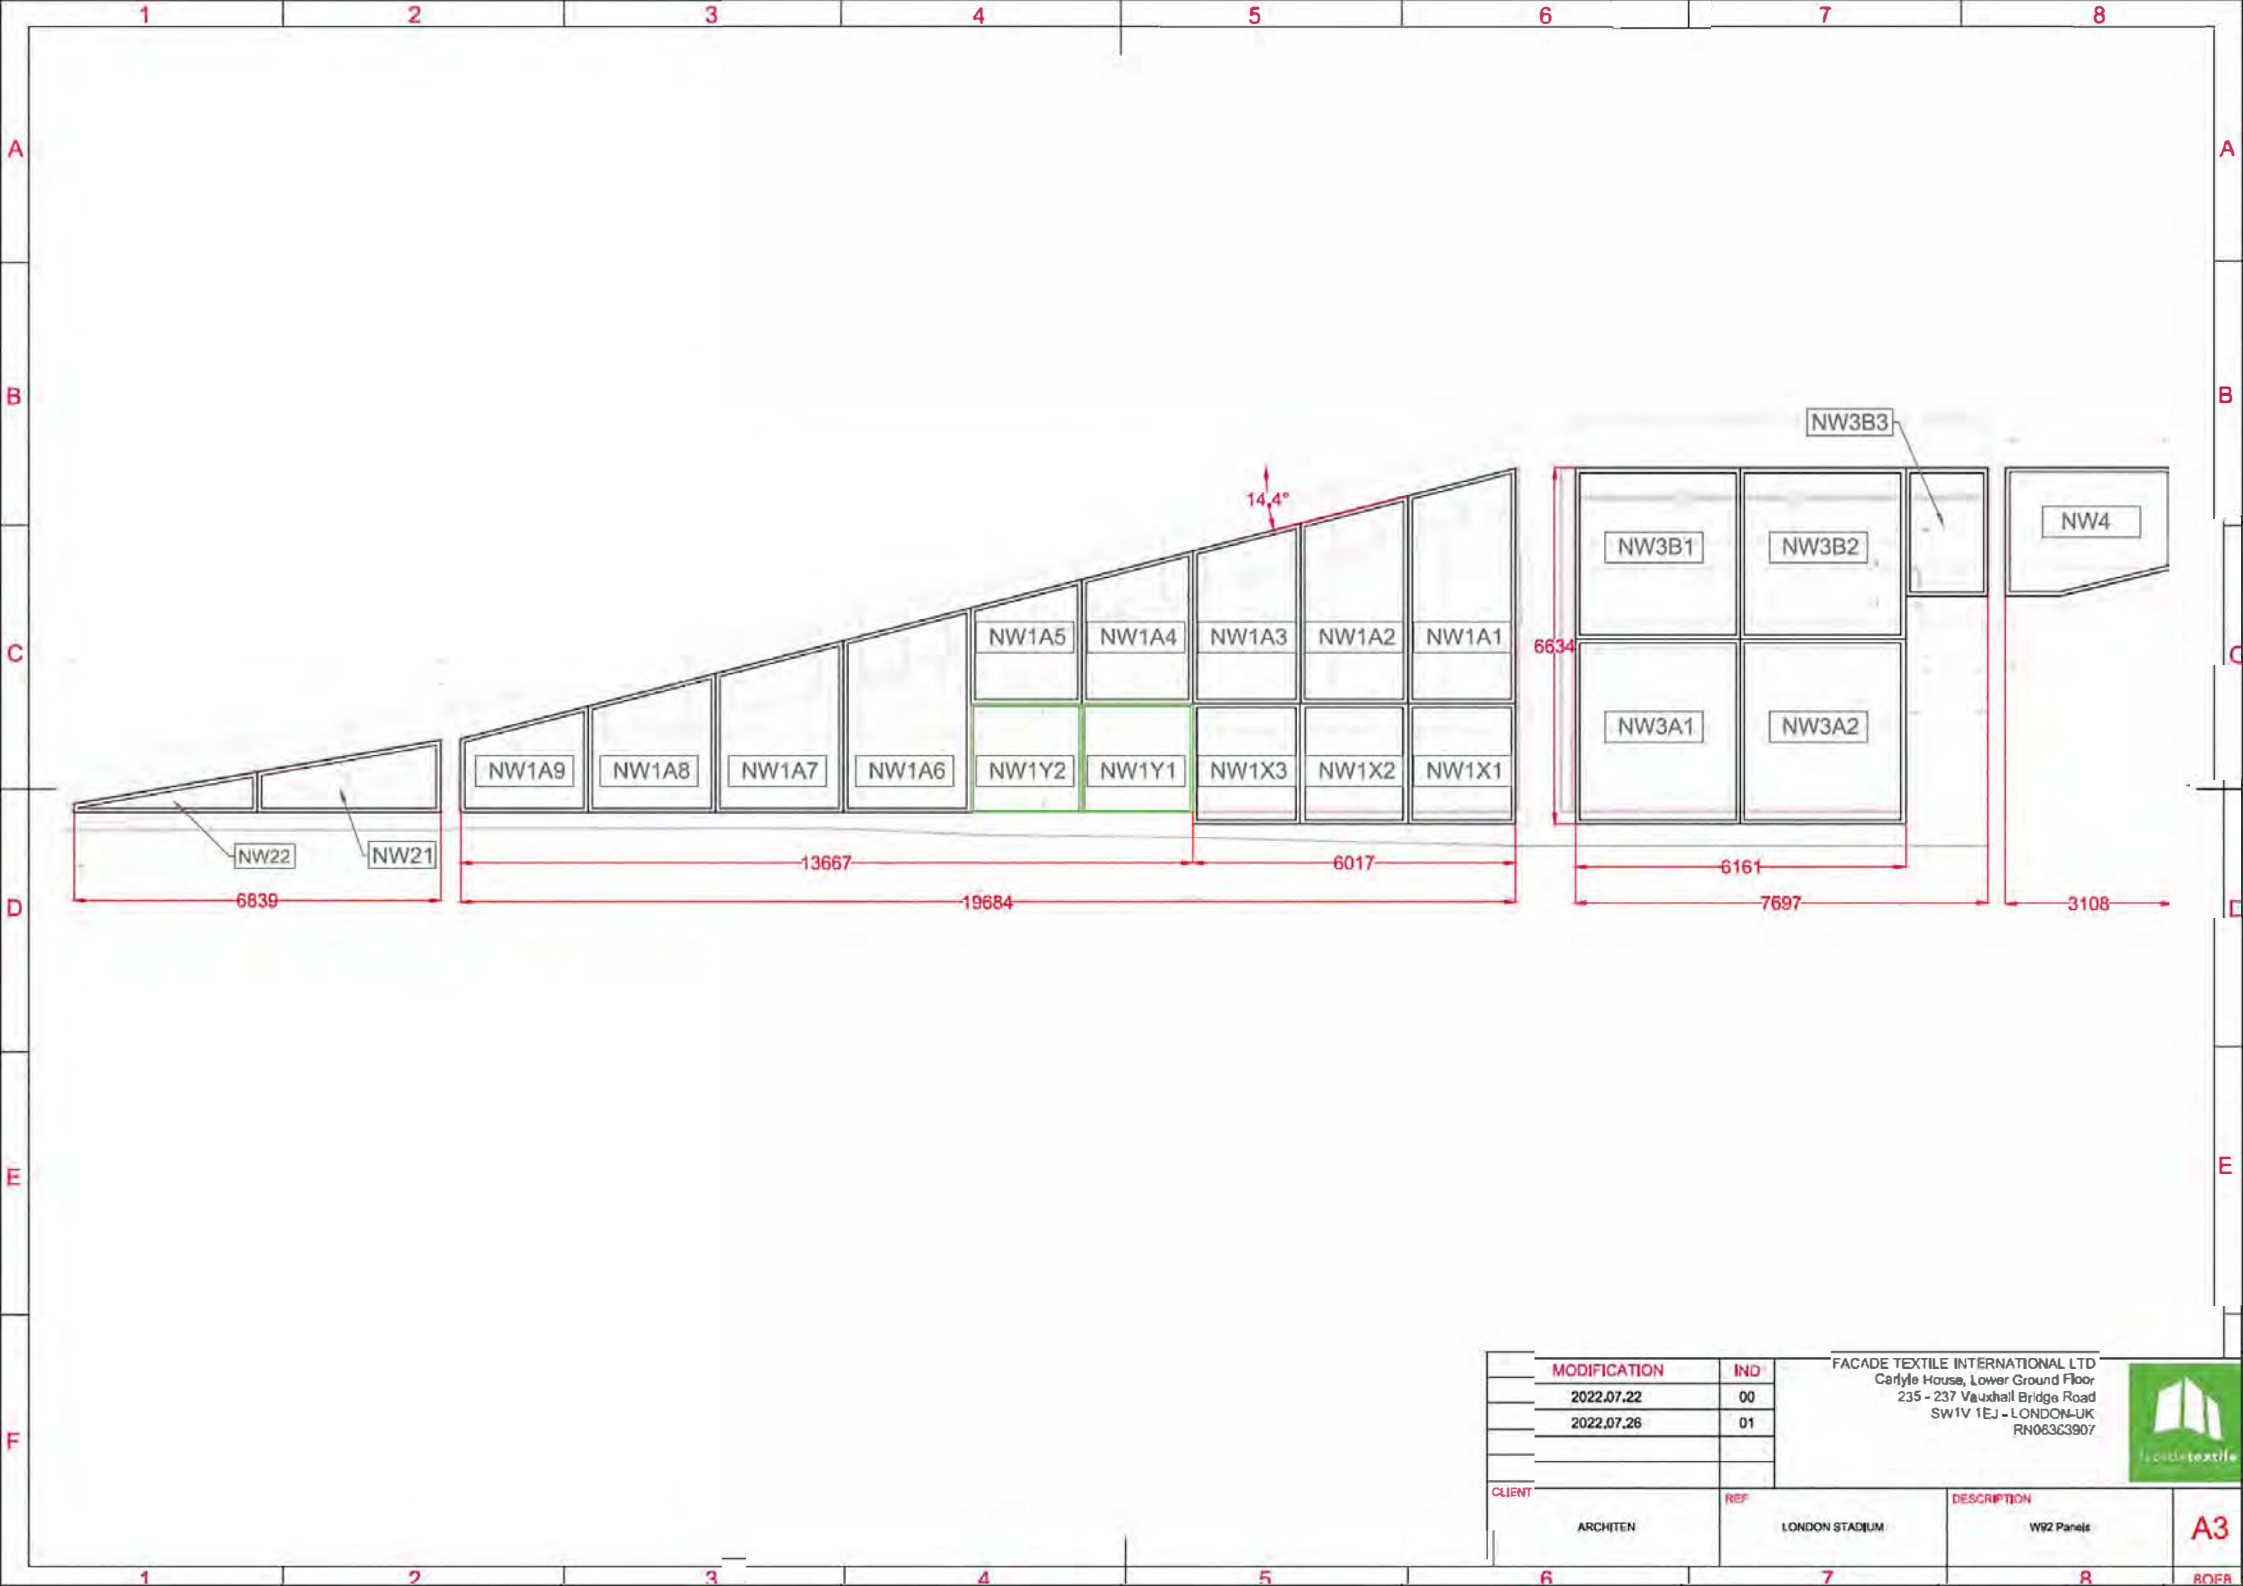 1 2 3 4 5 6 7 8
A A
B B
NW3B3
14.4°
NW4
NW3B1 NW3B2
NW1A5 NW1A4 NW1A3 NW1A2 NW1A1
6634
C C
NW3A1 NW3A2
NW1A9 NW1A8 NW1A7 NW1A6 NW1Y2 NW1Y1 NW1X3 NW1X2 NW1X1
NW22 NW21
13667 6017 6161
6839 19684 7697 3108
D D
E E
F
MODIFICATION IND
2022.07.22 00
2022.07.26 01
FACADE TEXTILE INTERNATIONAL LTD
Carlyle House, Lower Ground Floor
235 - 237 Vauxhall Bridge Road
SW1V 1EJ - LONDON-UK
RN06363907
facadetextile
CLIENT REF DESCRIPTION
ARCHITEN LONDON STADIUM W92 Panels A3
1 2 3 4 5 6 7 8 8OF8